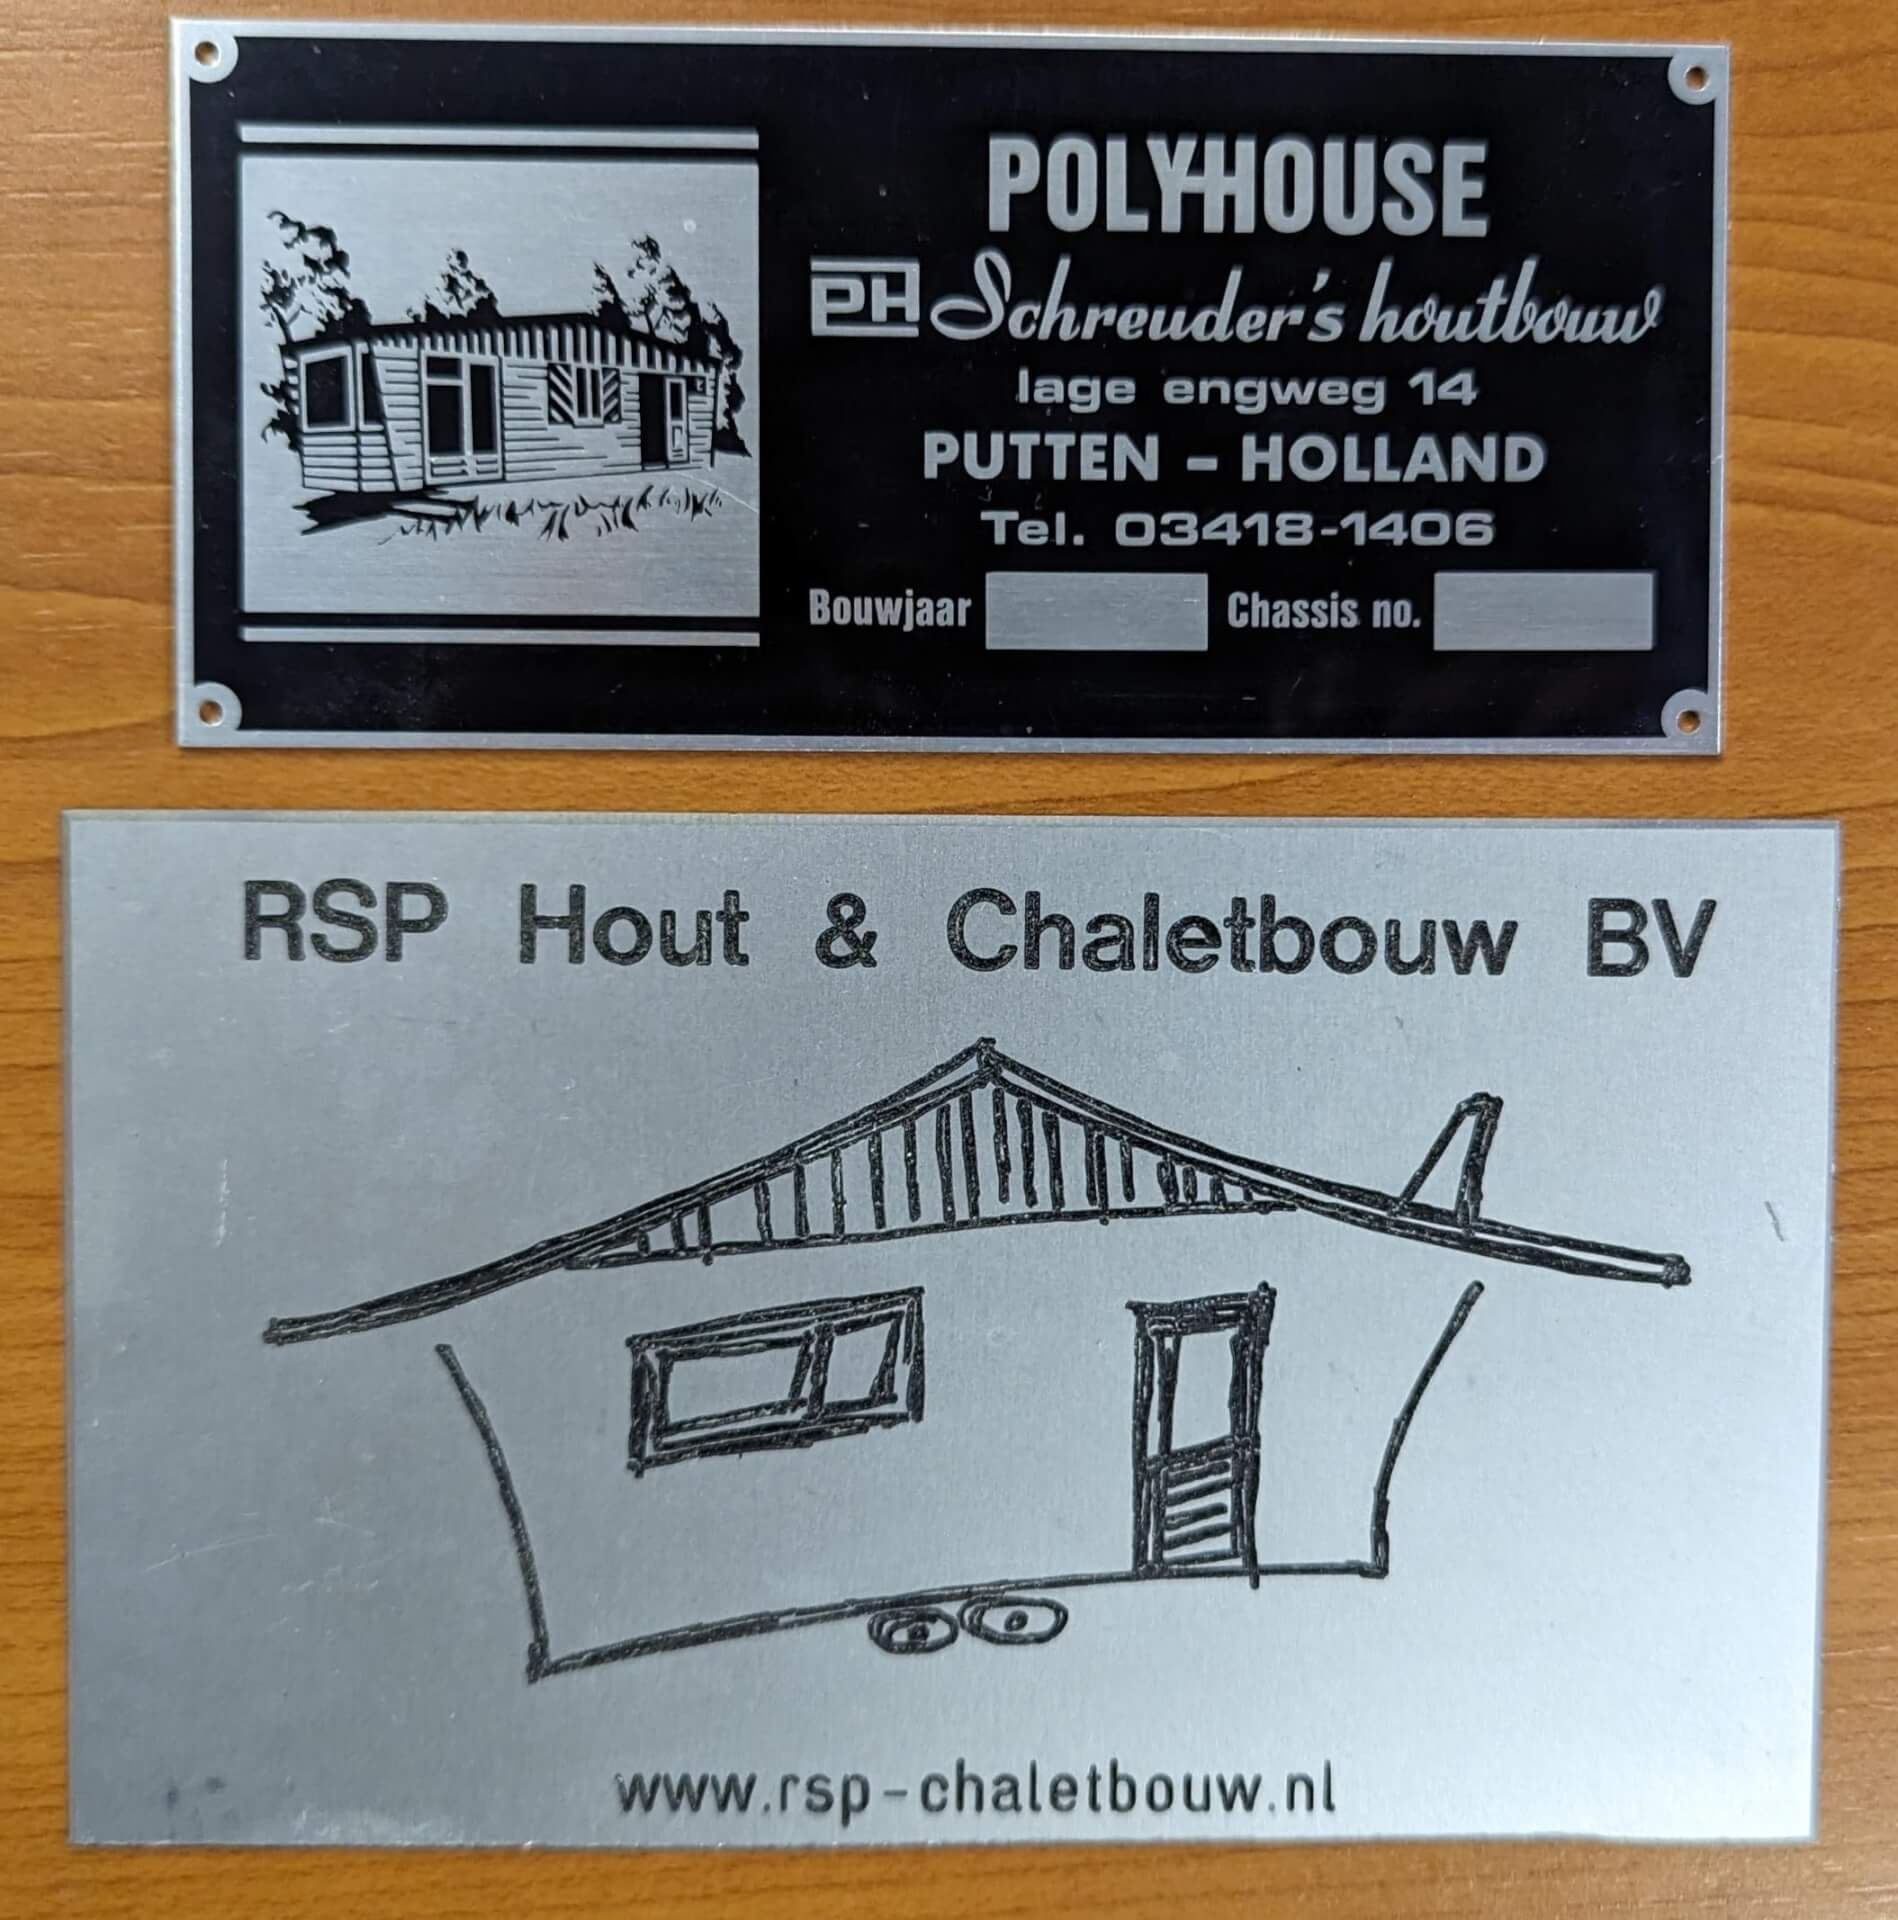 POLYHOUSE
PH Schreuder's houtbouw
lage engweg 14
PUTTEN - HOLLAND
Tel. 03418-1406
Bouwjaar Chassis no.
RSP Hout & Chaletbouw BV
www.rsp-chaletbouw.nl